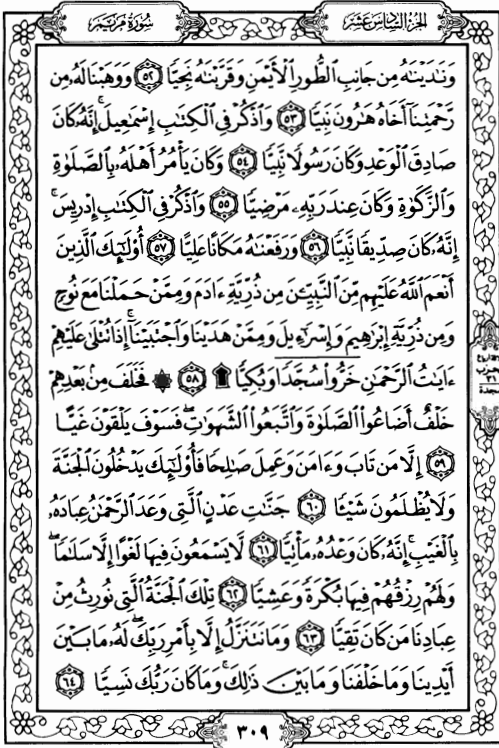 سورة مريم
الجزء السادس عشر
وَنَٰدَيْنَٰهُ مِن جَانِبِ ٱلطُّورِ ٱلْأَيْمَنِ وَقَرَّبْنَٰهُ نَجِيًّا ٥٢ وَوَهَبْنَا لَهُۥ مِن
رَّحْمَتِنَآ أَخَاهُ هَٰرُونَ نَبِيًّا ٥٣ وَٱذْكُرْ فِى ٱلْكِتَٰبِ إِسْمَٰعِيلَ ۚ إِنَّهُۥ كَانَ
صَادِقَ ٱلْوَعْدِ وَكَانَ رَسُولًا نَّبِيًّا ٥٤ وَكَانَ يَأْمُرُ أَهْلَهُۥ بِٱلصَّلَوٰةِ
وَٱلزَّكَوٰةِ وَكَانَ عِندَ رَبِّهِۦ مَرْضِيًّا ٥٥ وَٱذْكُرْ فِى ٱلْكِتَٰبِ إِدْرِيسَ ۚ
إِنَّهُۥ كَانَ صِدِّيقًا نَّبِيًّا ٥٦ وَرَفَعْنَٰهُ مَكَانًا عَلِيًّا ٥٧ أُو۟لَٰٓئِكَ ٱلَّذِينَ
أَنْعَمَ ٱللَّهُ عَلَيْهِم مِّنَ ٱلنَّبِيِّۦنَ مِن ذُرِّيَّةِ ءَادَمَ وَمِمَّنْ حَمَلْنَا مَعَ نُوحٍ
وَمِن ذُرِّيَّةِ إِبْرَٰهِيمَ وَإِسْرَٰٓءِيلَ وَمِمَّنْ هَدَيْنَا وَٱجْتَبَيْنَآ ۚ إِذَا تُتْلَىٰ عَلَيْهِمْ
ءَايَٰتُ ٱلرَّحْمَٰنِ خَرُّوا۟ سُجَّدًا وَبُكِيًّا ۩ ٥٨ ۞ فَخَلَفَ مِنۢ بَعْدِهِمْ
خَلْفٌ أَضَاعُوا۟ ٱلصَّلَوٰةَ وَٱتَّبَعُوا۟ ٱلشَّهَوَٰتِ ۖ فَسَوْفَ يَلْقَوْنَ غَيًّا
٥٩ إِلَّا مَن تَابَ وَءَامَنَ وَعَمِلَ صَٰلِحًا فَأُو۟لَٰٓئِكَ يَدْخُلُونَ ٱلْجَنَّةَ
وَلَا يُظْلَمُونَ شَيْـًٔا ٦٠ جَنَّٰتِ عَدْنٍ ٱلَّتِى وَعَدَ ٱلرَّحْمَٰنُ عِبَادَهُۥ
بِٱلْغَيْبِ ۚ إِنَّهُۥ كَانَ وَعْدُهُۥ مَأْتِيًّا ٦١ لَّا يَسْمَعُونَ فِيهَا لَغْوًا إِلَّا سَلَٰمًا ۖ
وَلَهُمْ رِزْقُهُمْ فِيهَا بُكْرَةً وَعَشِيًّا ٦٢ تِلْكَ ٱلْجَنَّةُ ٱلَّتِى نُورِثُ مِنْ
عِبَادِنَا مَن كَانَ تَقِيًّا ٦٣ وَمَا نَتَنَزَّلُ إِلَّا بِأَمْرِ رَبِّكَ ۖ لَهُۥ مَا بَيْنَ
أَيْدِينَا وَمَا خَلْفَنَا وَمَا بَيْنَ ذَٰلِكَ ۚ وَمَا كَانَ رَبُّكَ نَسِيًّا ٦٤
٣٠٩